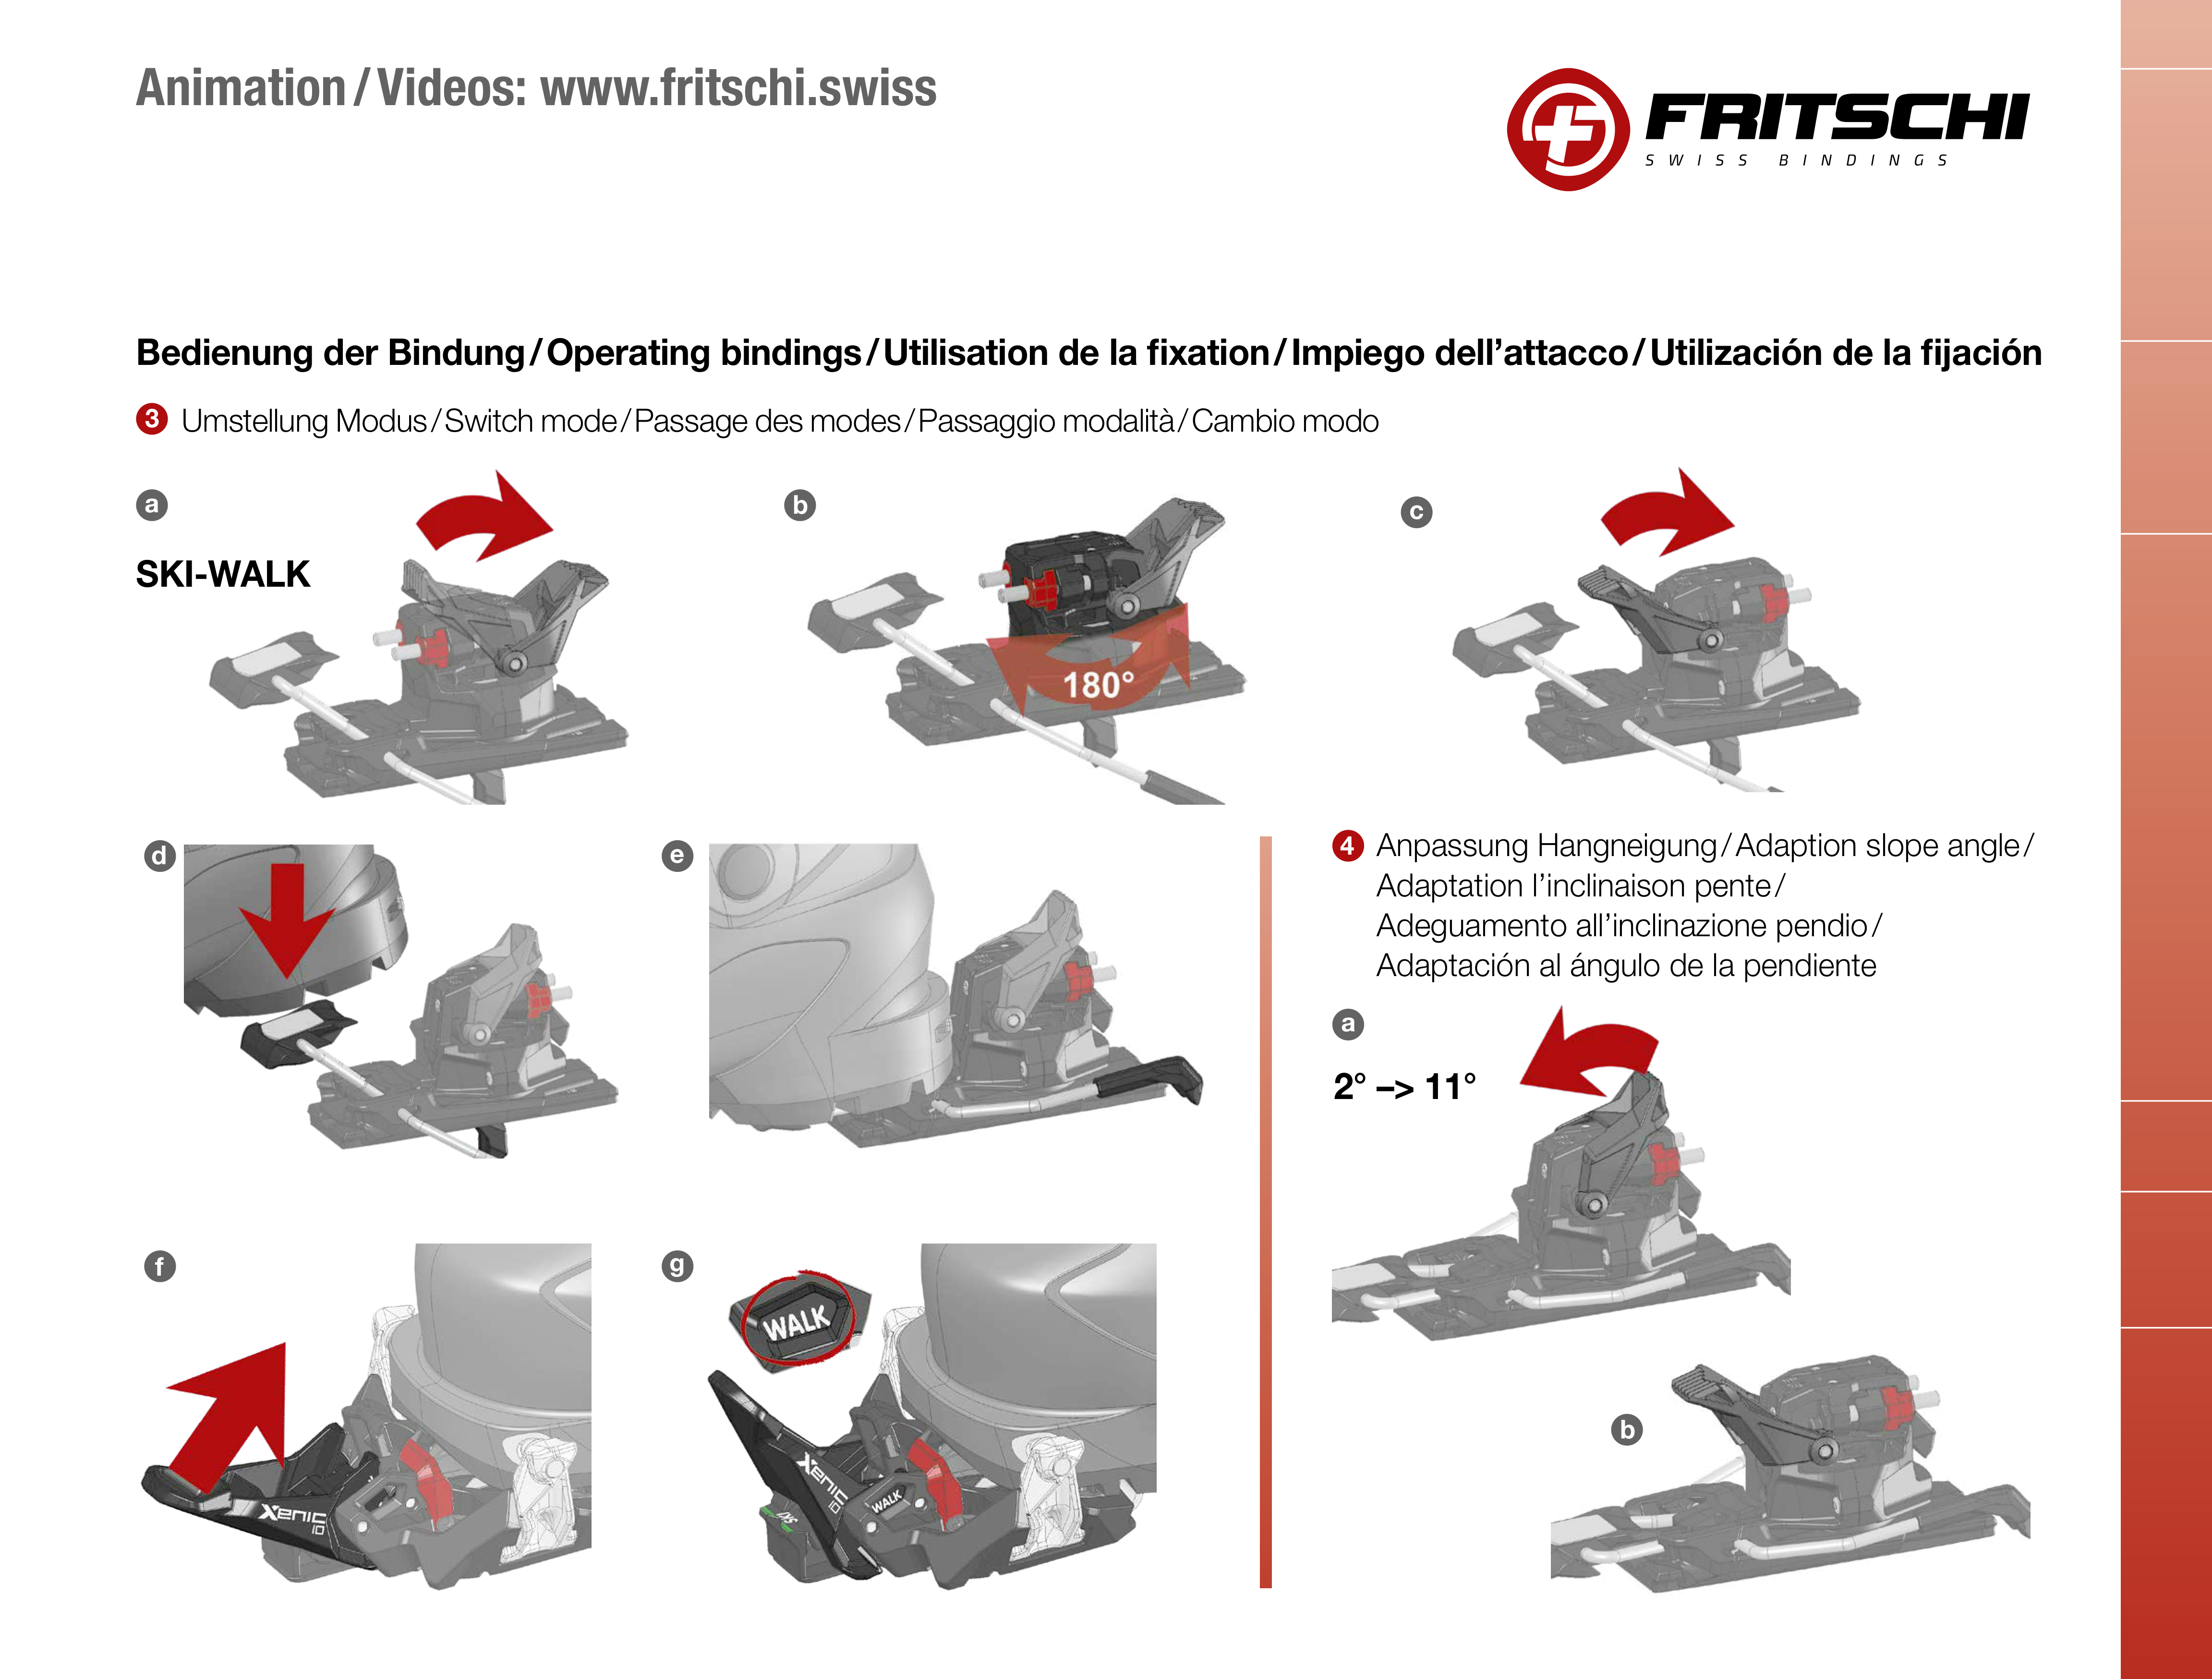 Animation / Videos: www.fritschi.swiss
FRITSCHI
SWISS BINDINGS
Bedienung der Bindung / Operating bindings / Utilisation de la fixation / Impiego dell’attacco / Utilización de la fijación
3 Umstellung Modus / Switch mode / Passage des modes / Passaggio modalità / Cambio modo
a
SKI-WALK
b
180°
c
d
e
f
Xenic
10
g
WALK
Xenic
10
WALK
SKI
4 Anpassung Hangneigung / Adaption slope angle /
Adaptation l’inclinaison pente /
Adeguamento all’inclinazione pendio /
Adaptación al ángulo de la pendiente
a
2° –> 11°
b